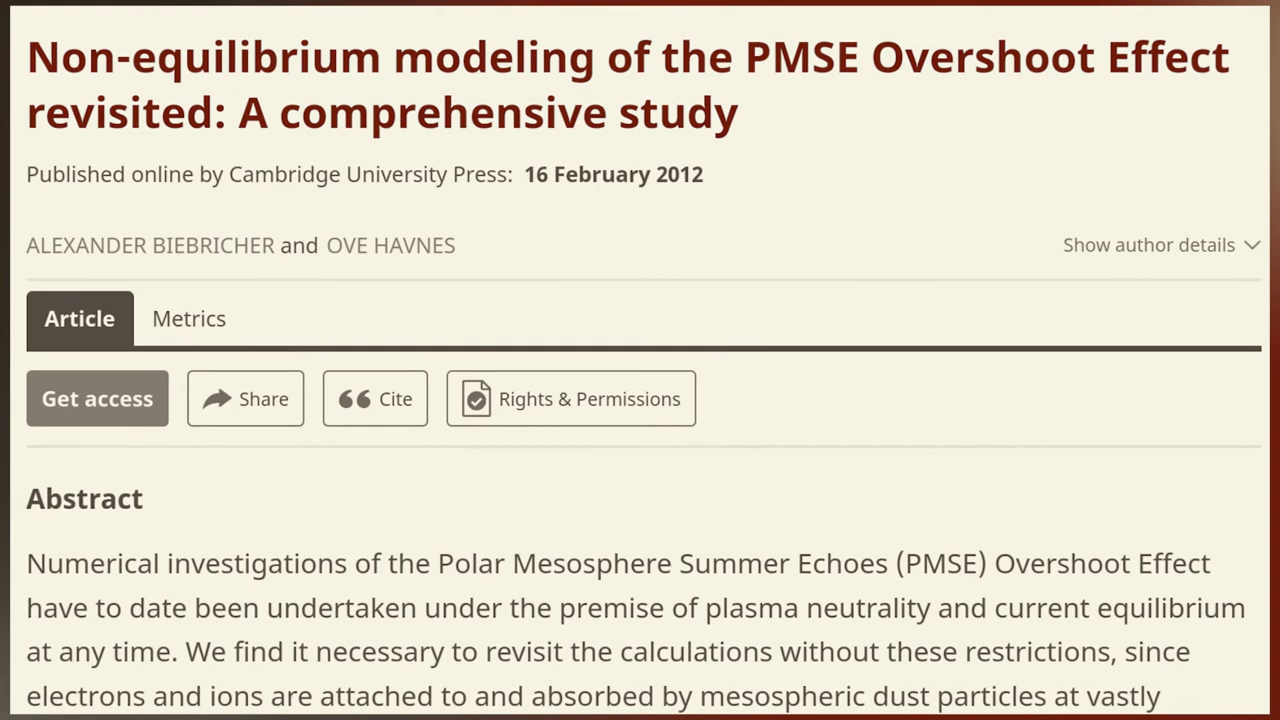 Non-equilibrium modeling of the PMSE Overshoot Effect
revisited: A comprehensive study
Published online by Cambridge University Press: 16 February 2012
ALEXANDER BIEBRICHER and OVE HAVNES
Show author details
Article
Metrics
Get access
Share
Cite
Rights & Permissions
Abstract
Numerical investigations of the Polar Mesosphere Summer Echoes (PMSE) Overshoot Effect
have to date been undertaken under the premise of plasma neutrality and current equilibrium
at any time. We find it necessary to revisit the calculations without these restrictions, since
electrons and ions are attached to and absorbed by mesospheric dust particles at vastly